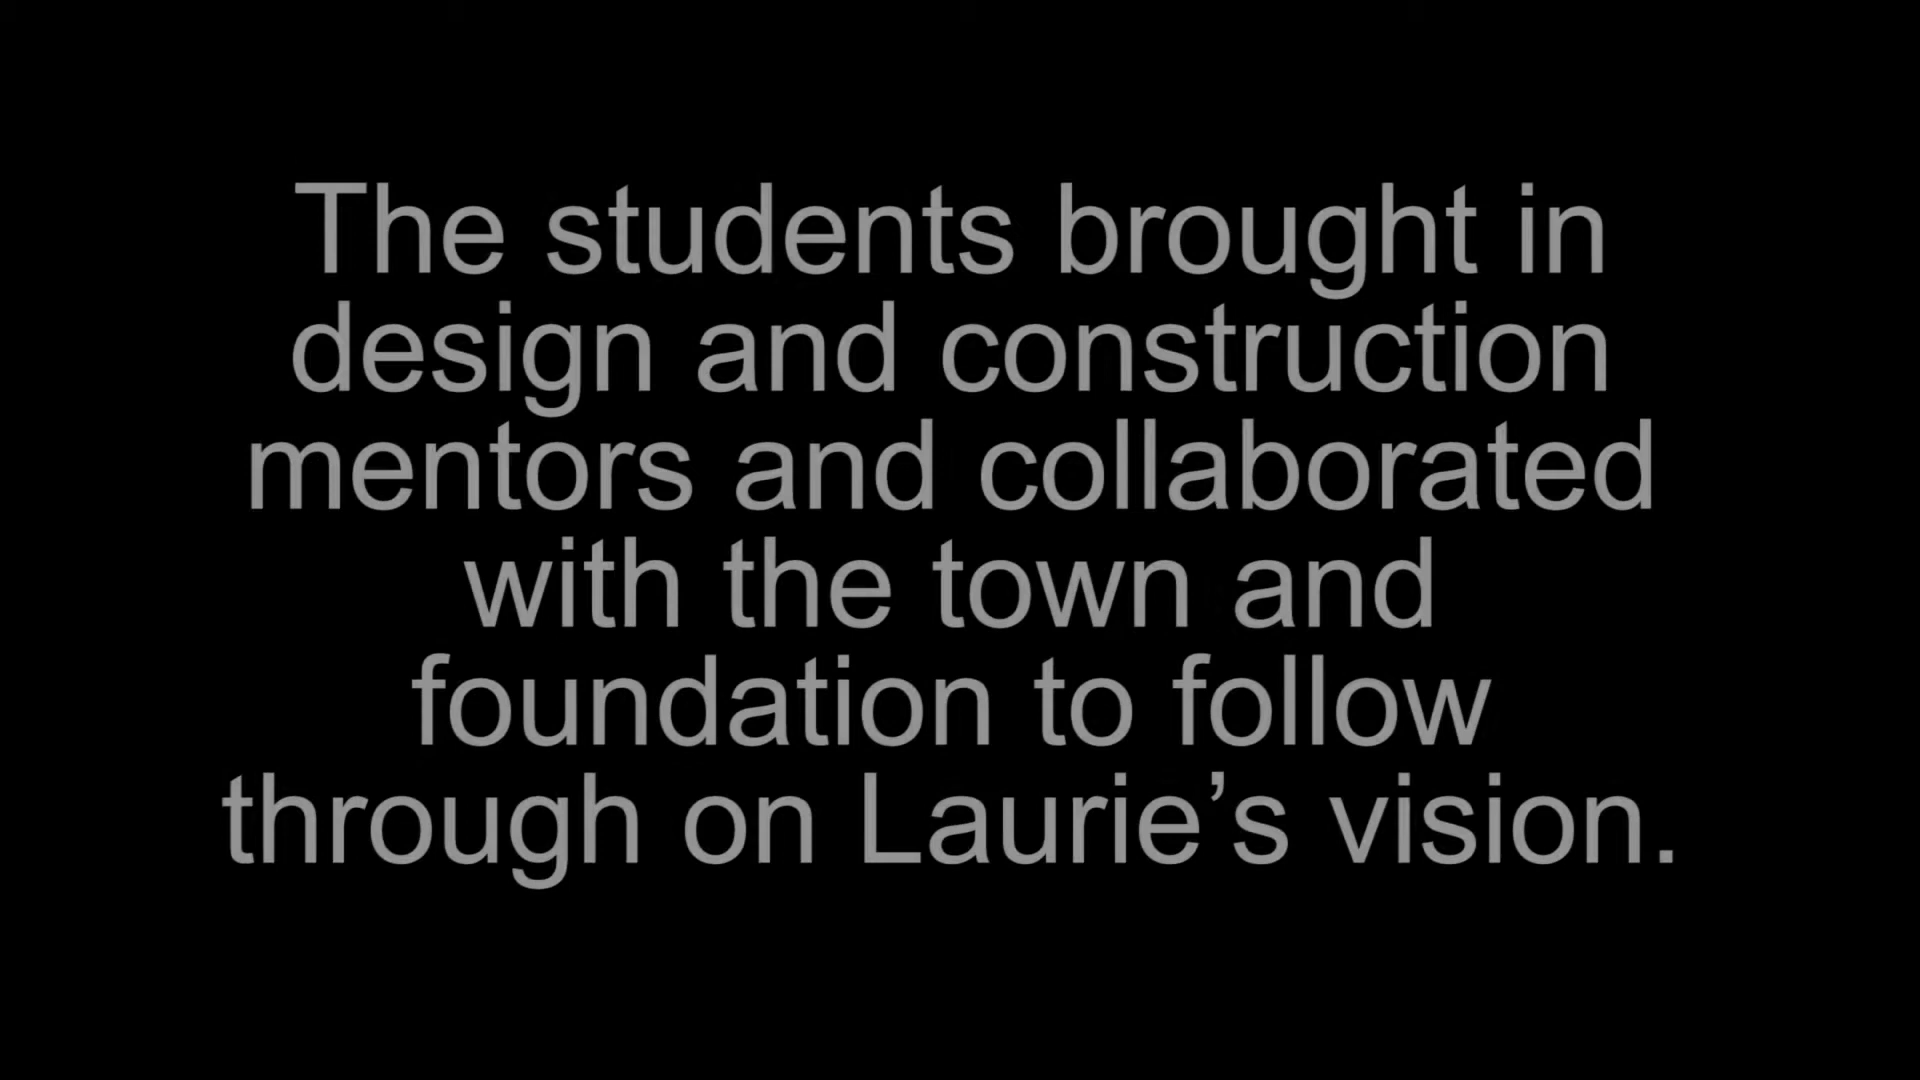 The students brought in
design and construction
mentors and collaborated
with the town and
foundation to follow
through on Laurie’s vision.